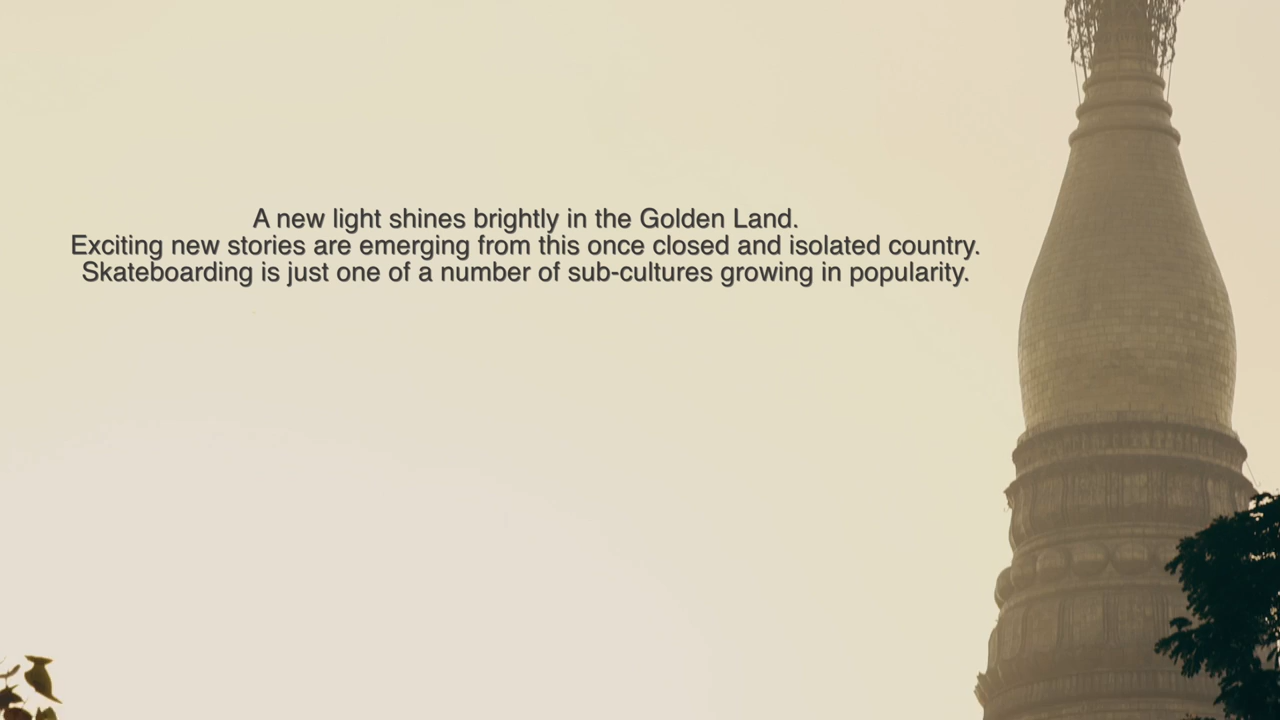 A new light shines brightly in the Golden Land.
Exciting new stories are emerging from this once closed and isolated country.
Skateboarding is just one of a number of sub-cultures growing in popularity.